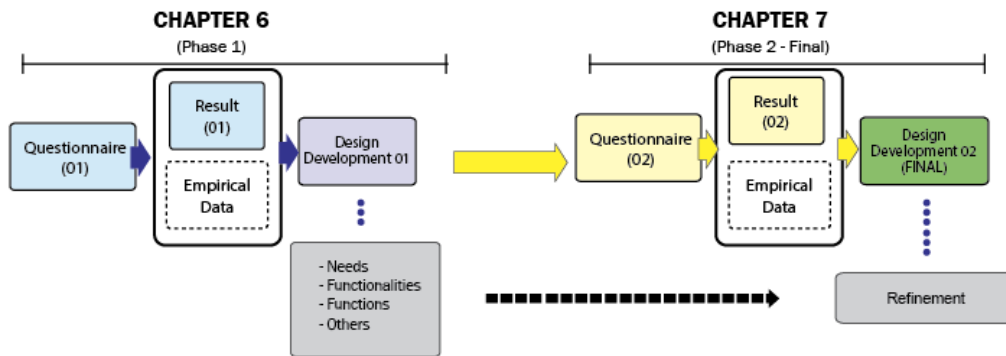 CHAPTER 6
(Phase 1)
Questionnaire
(01)
Result
(01)
Empirical
Data
Design
Development 01
- Needs
- Functionalities
- Functions
- Others
CHAPTER 7
(Phase 2 - Final)
Questionnaire
(02)
Result
(02)
Empirical
Data
Design
Development 02
(FINAL)
Refinement